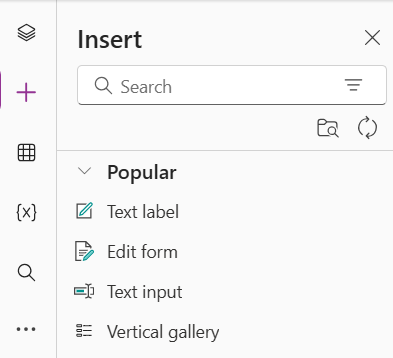 Insert
Search
Popular
Text label
Edit form
{x}
Text input
Vertical gallery